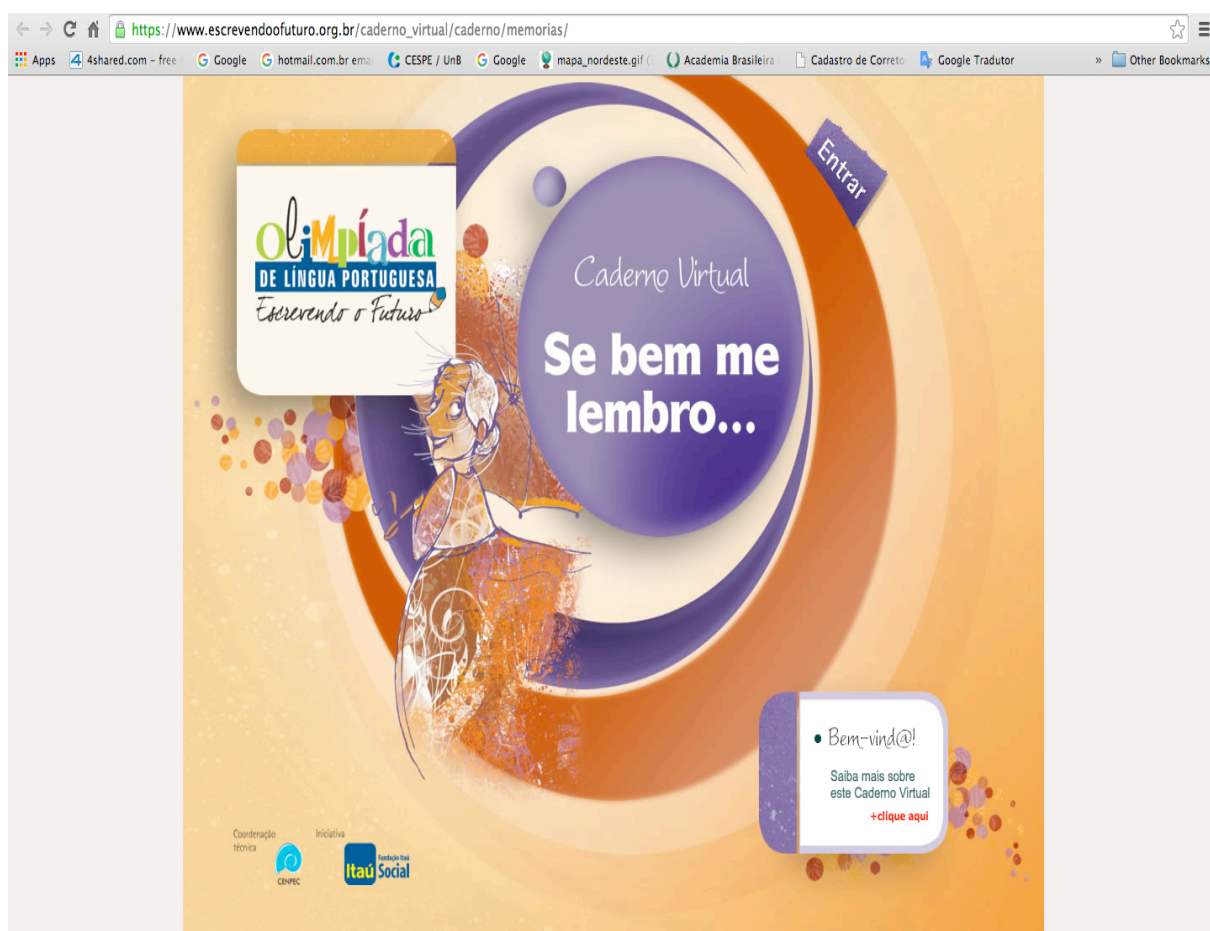 https://www.escrevendoofuturo.org.br/caderno_virtual/caderno/memorias/
Apps 4shared.com – free Google hotmail.com.br ema CESPE / UnB Google mapa_nordeste.gif ( Academia Brasileira Cadastro de Correto Google Tradutor » Other Bookmarks
Entrar
Olimpíada
DE LÍNGUA PORTUGUESA
Escrevendo o Futuro
Caderno Virtual
Se bem me
lembro...
• Bem-vind@!
Saiba mais sobre
este Caderno Virtual
+clique aqui
Coordenação
técnica
CENPEC
Iniciativa
Itaú
Fundação Itaú
Social